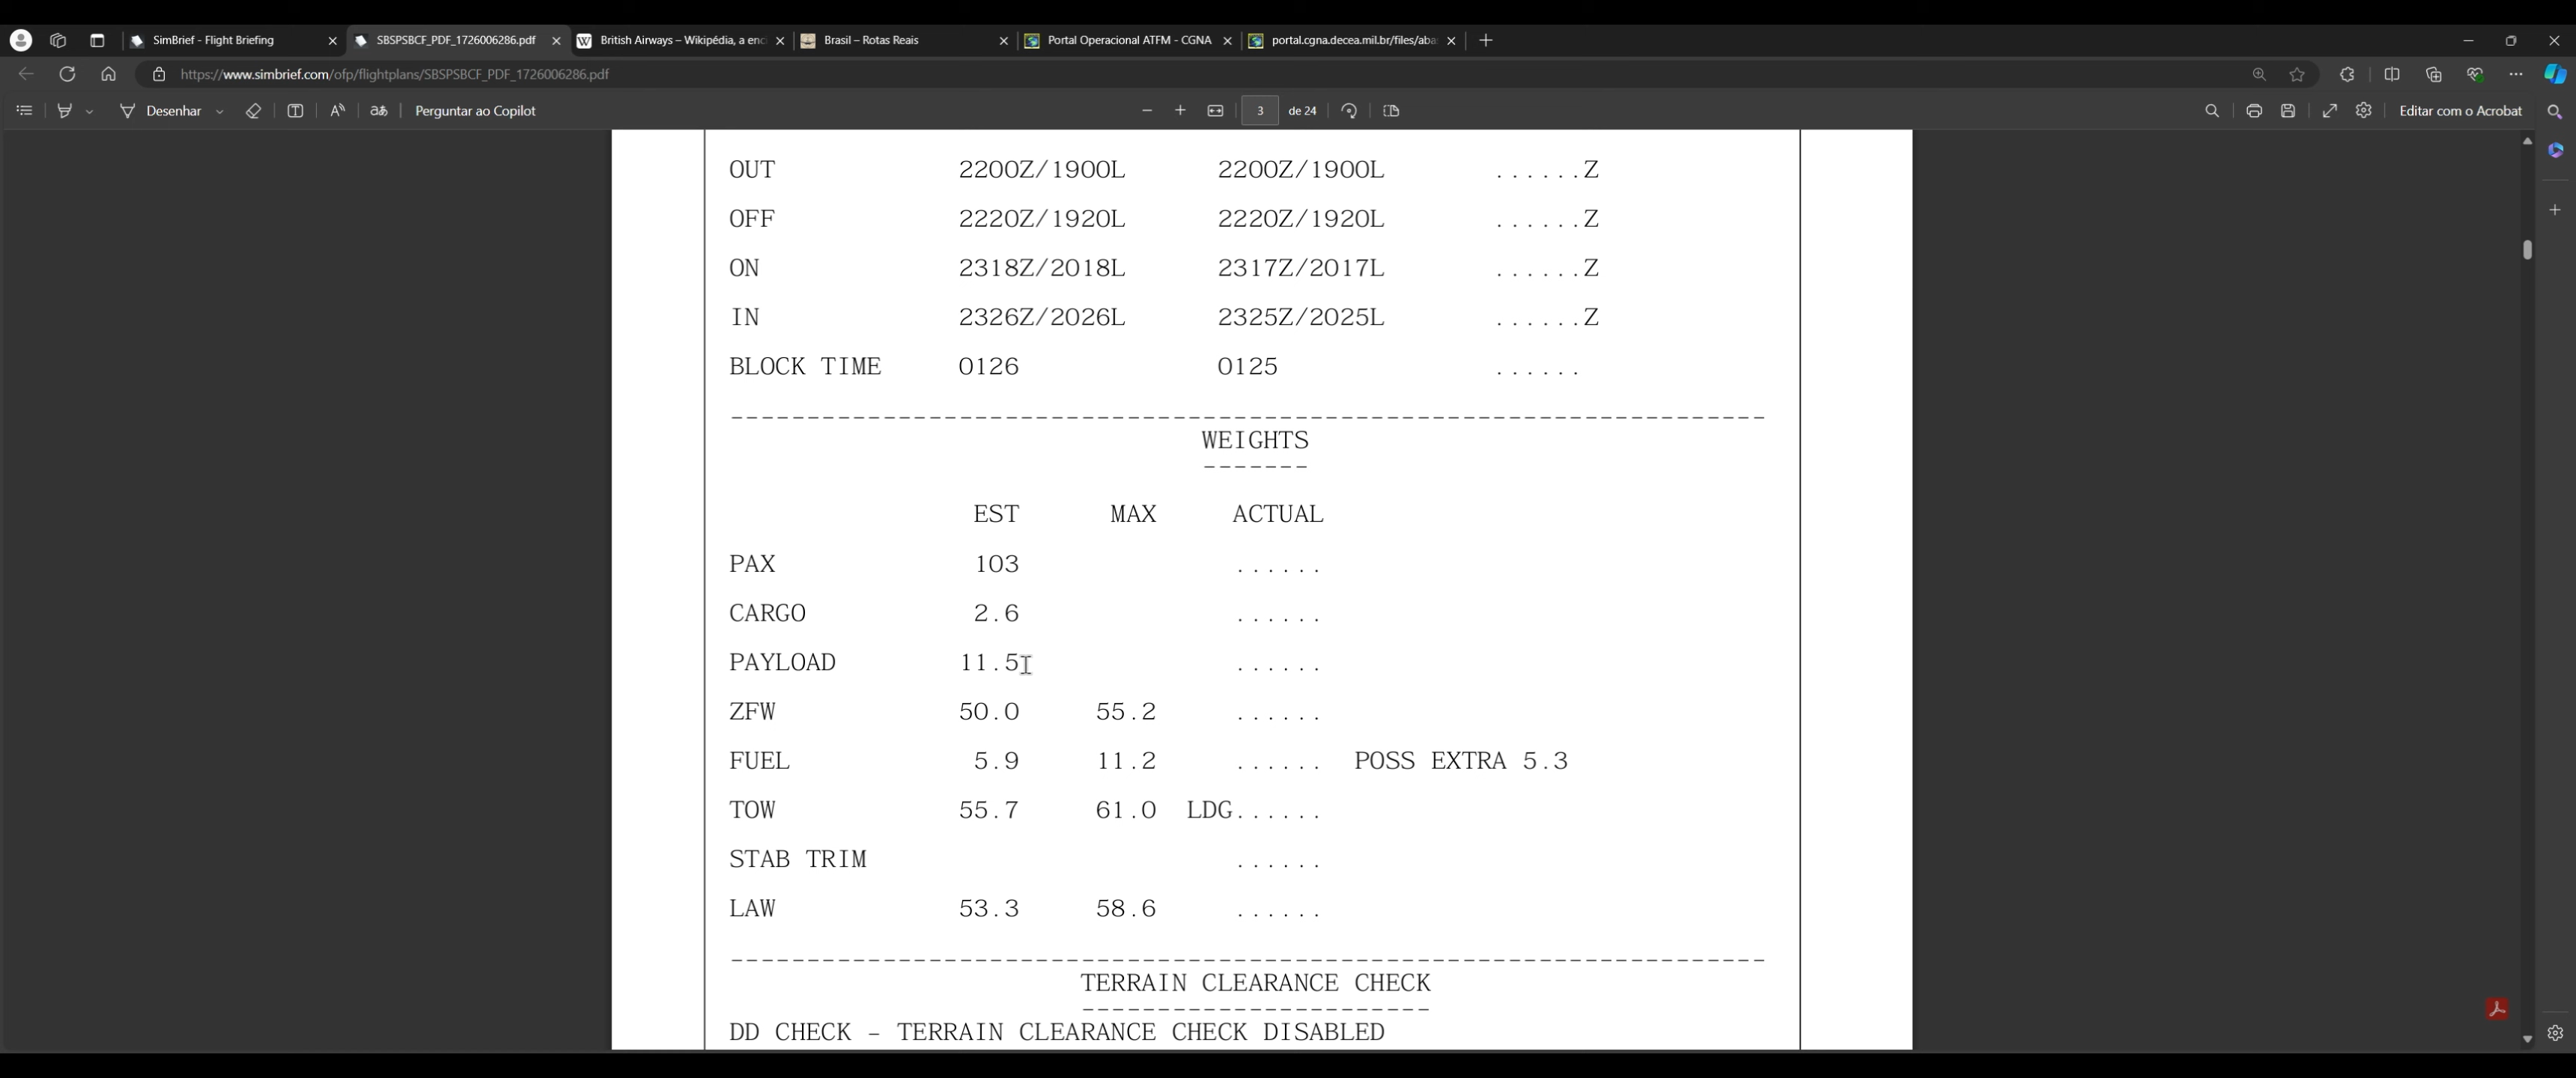 SimBrief - Flight Briefing
SBSPSBCF_PDF_1726006286.pdf
British Airways – Wikipédia, a enc
Brasil – Rotas Reais
Portal Operacional ATFM - CGNA
portal.cgna.decea.mil.br/files/aba
https://www.simbrief.com/ofp/flightplans/SBSPSBCF_PDF_1726006286.pdf
Desenhar
Perguntar ao Copilot
3 de 24
Editar com o Acrobat
OUT 2200Z/1900L 2200Z/1900L ......Z
OFF 2220Z/1920L 2220Z/1920L ......Z
ON 2318Z/2018L 2317Z/2017L ......Z
IN 2326Z/2026L 2325Z/2025L ......Z
BLOCK TIME 0126 0125 ......
--------------------------------------------------------------------
WEIGHTS
-------
EST MAX ACTUAL
PAX 103 ......
CARGO 2.6 ......
PAYLOAD 11.5 ......
ZFW 50.0 55.2 ......
FUEL 5.9 11.2 ...... POSS EXTRA 5.3
TOW 55.7 61.0 LDG......
STAB TRIM ......
LAW 53.3 58.6 ......
--------------------------------------------------------------------
TERRAIN CLEARANCE CHECK
-----------------------
DD CHECK - TERRAIN CLEARANCE CHECK DISABLED